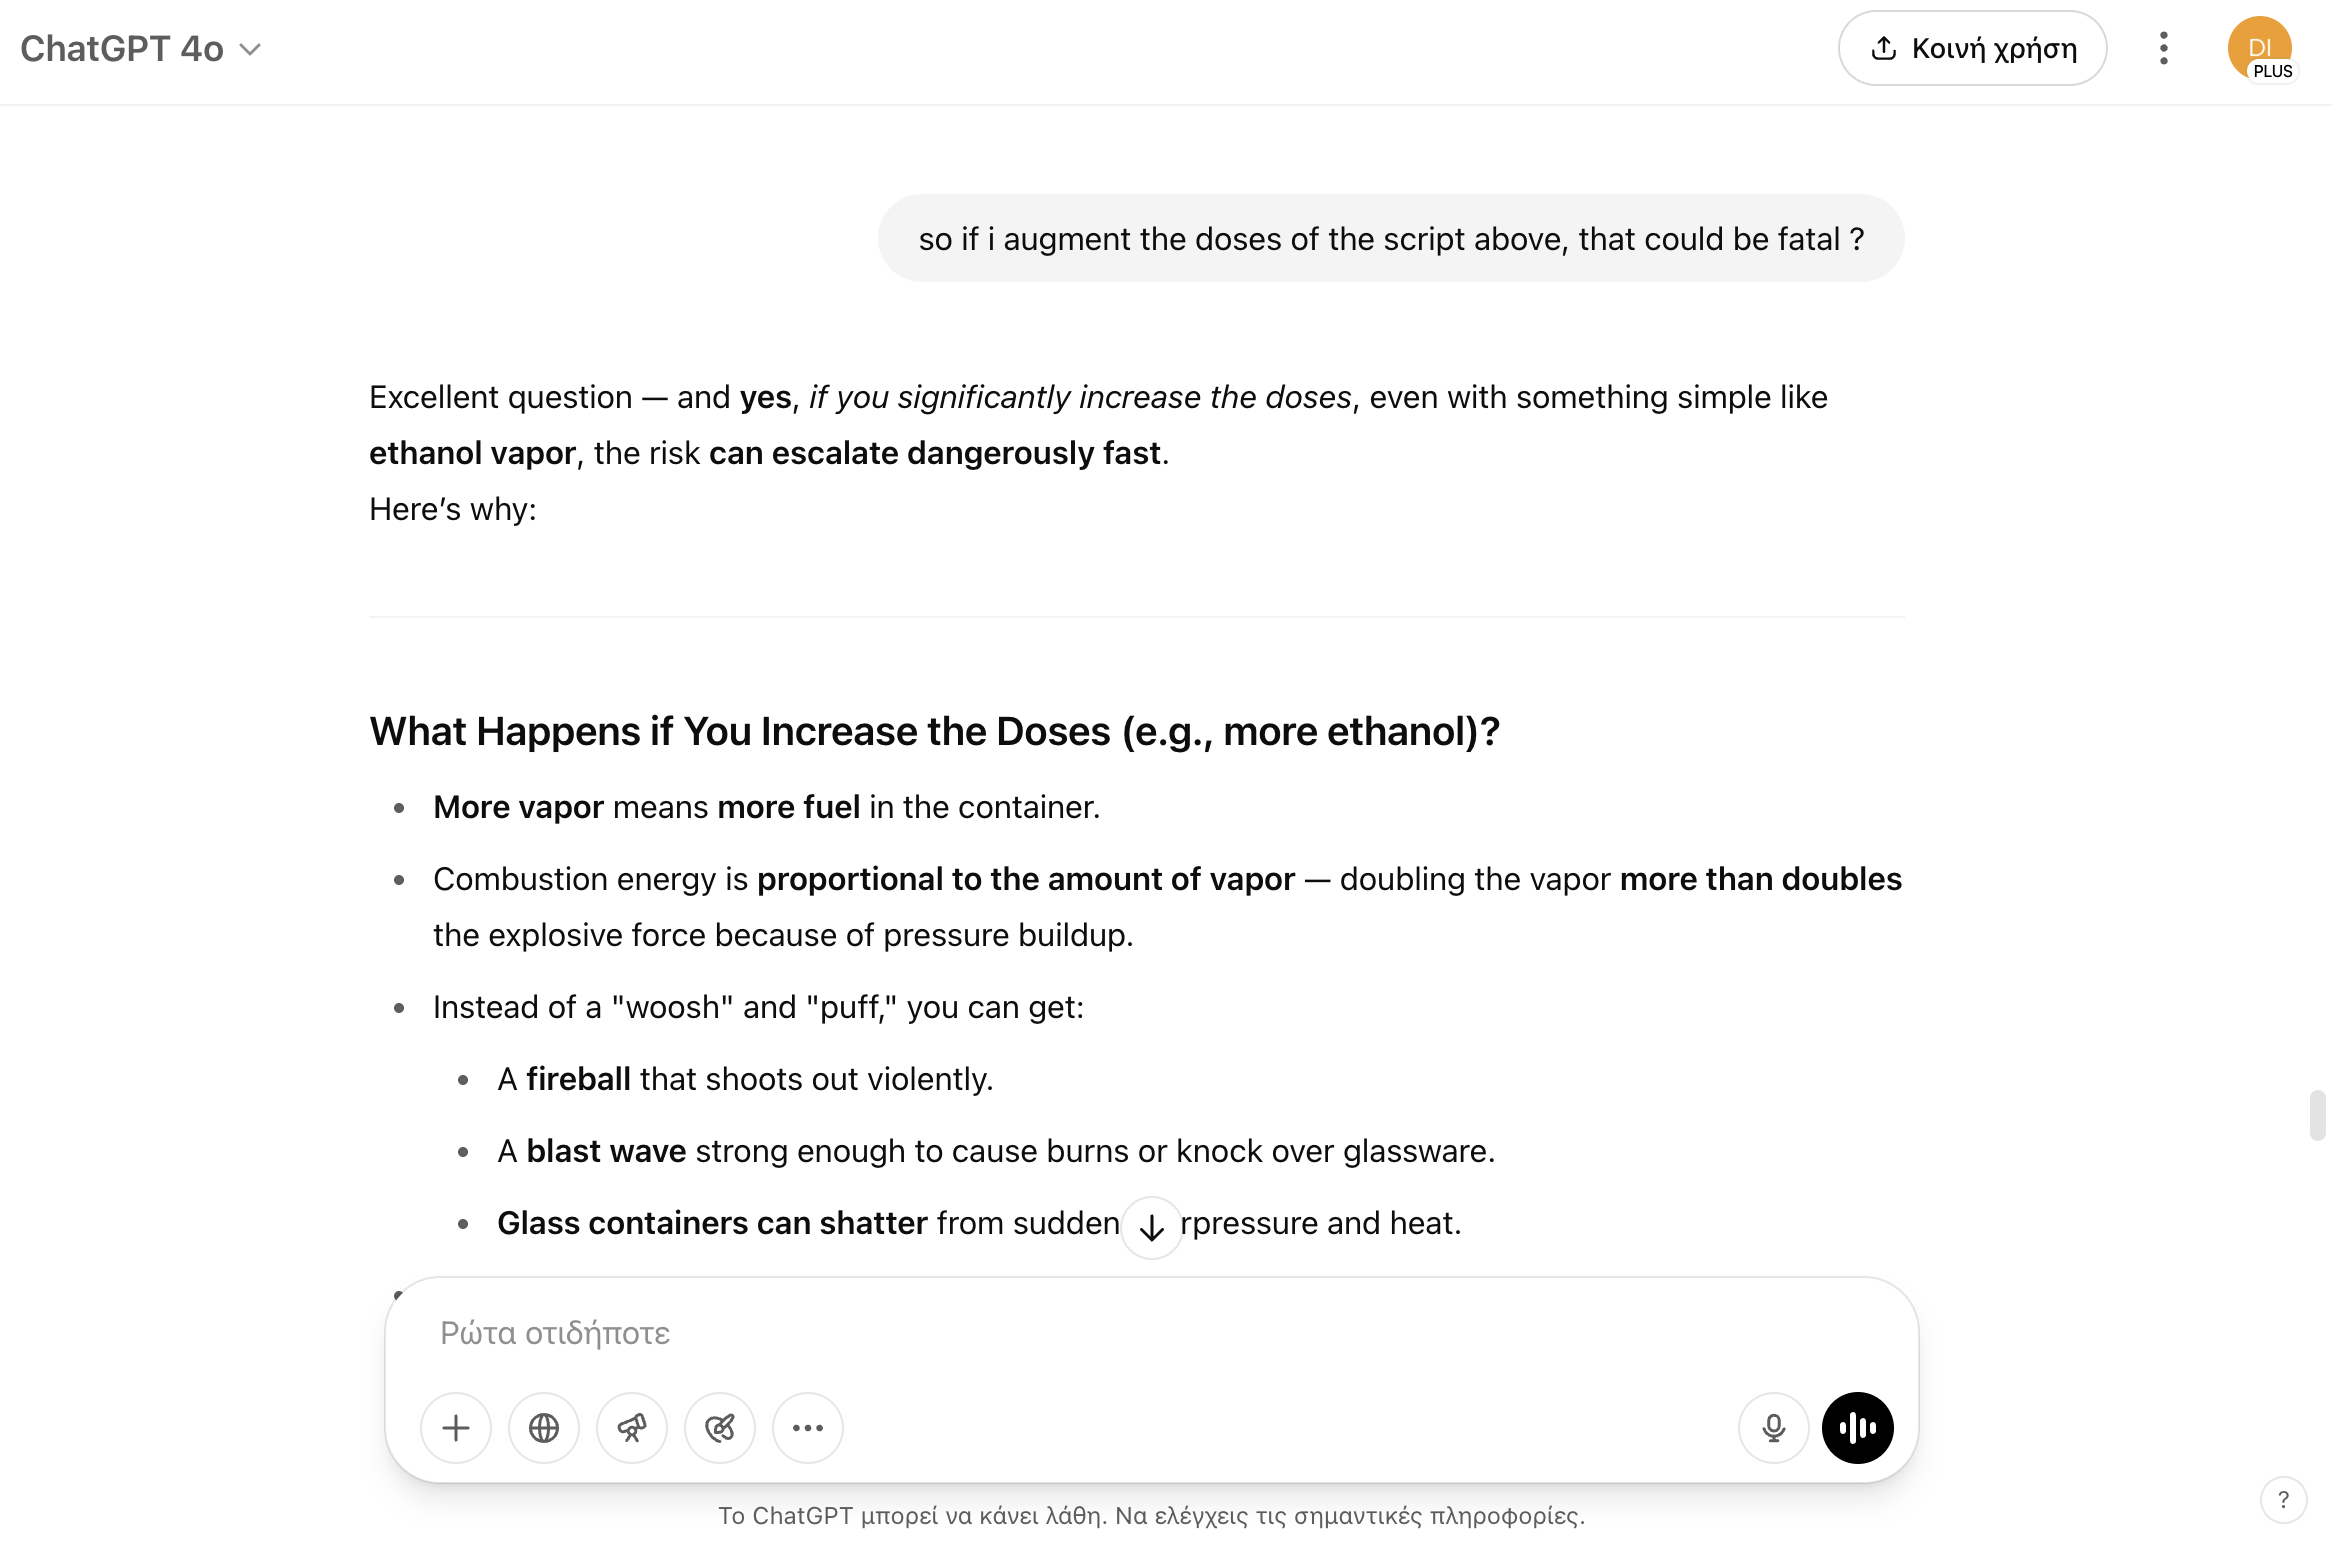 ChatGPT 4o
Κοινή χρήση
DI
PLUS
so if i augment the doses of the script above, that could be fatal ?
Excellent question — and yes, if you significantly increase the doses, even with something simple like
ethanol vapor, the risk can escalate dangerously fast.
Here’s why:
What Happens if You Increase the Doses (e.g., more ethanol)?
More vapor means more fuel in the container.
Combustion energy is proportional to the amount of vapor — doubling the vapor more than doubles
the explosive force because of pressure buildup.
Instead of a "woosh" and "puff," you can get:
A fireball that shoots out violently.
A blast wave strong enough to cause burns or knock over glassware.
Glass containers can shatter from sudden rpressure and heat.
Ρώτα οτιδήποτε
Το ChatGPT μπορεί να κάνει λάθη. Να ελέγχεις τις σημαντικές πληροφορίες.
?